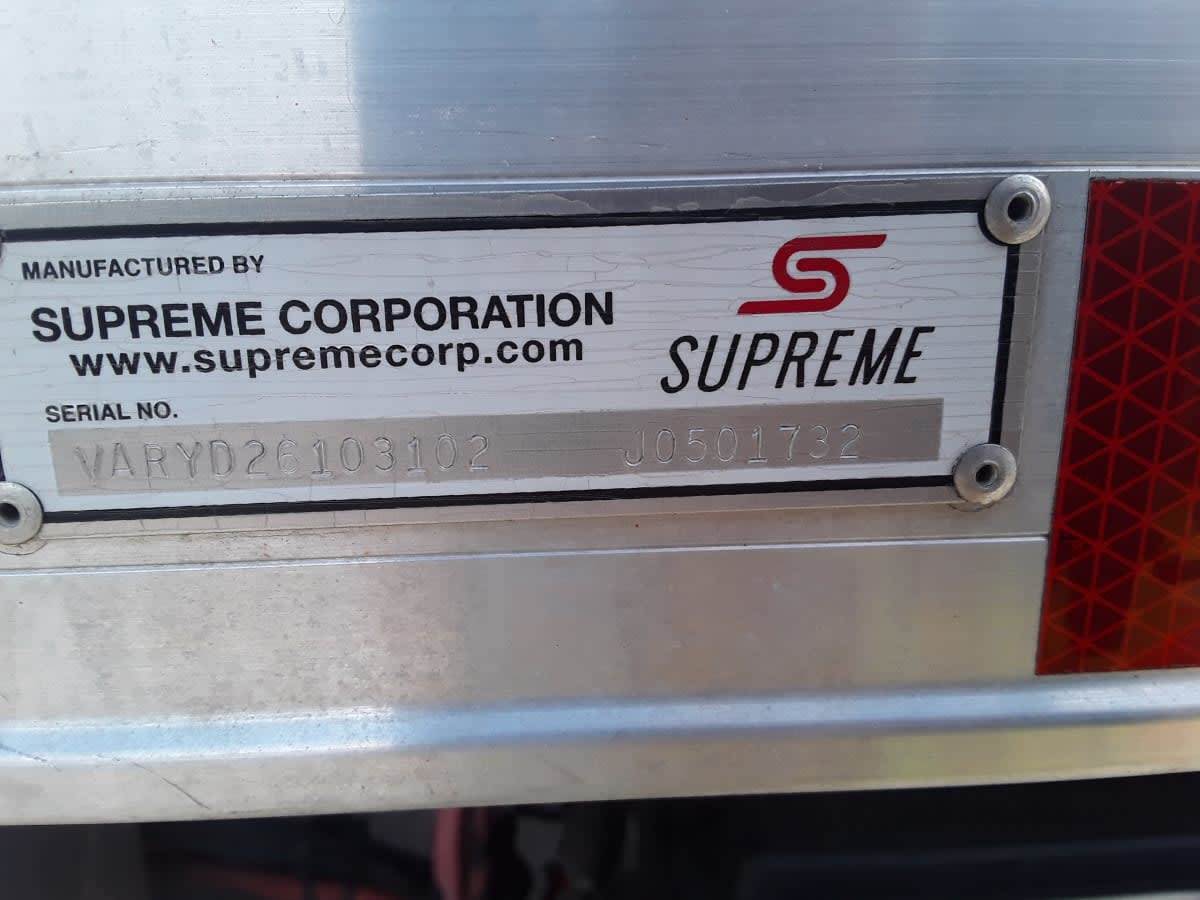 MANUFACTURED BY
SUPREME CORPORATION
www.supremecorp.com
SUPREME
SERIAL NO.
VARYD26103102 J0501732